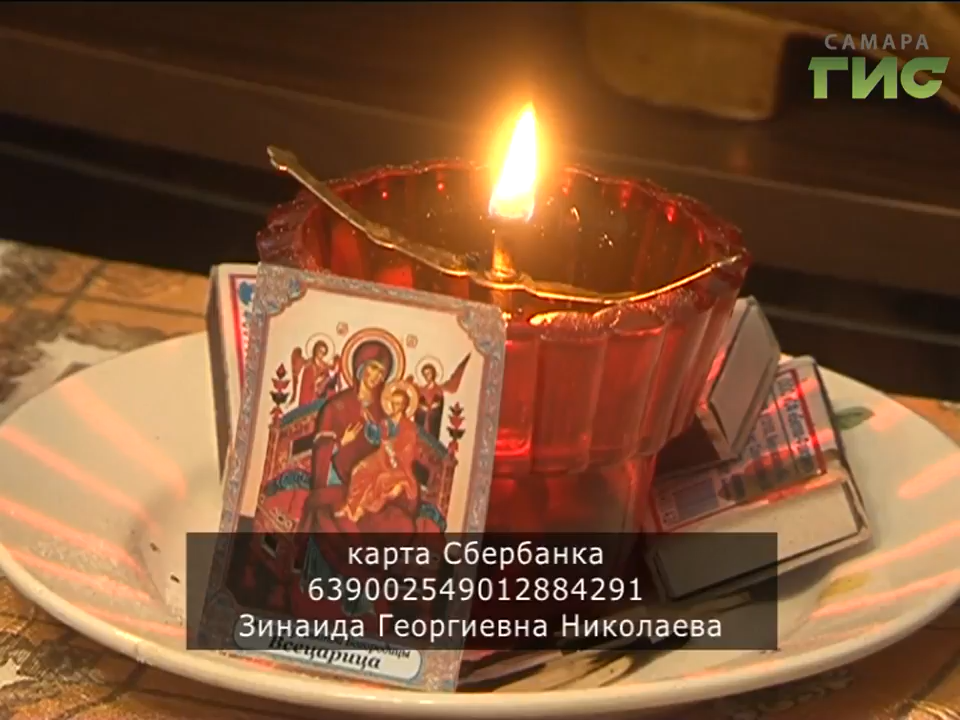 САМАРА
ГИС
карта Сбербанка
639002549012884291
Зинаида Георгиевна Николаева
Всецарица